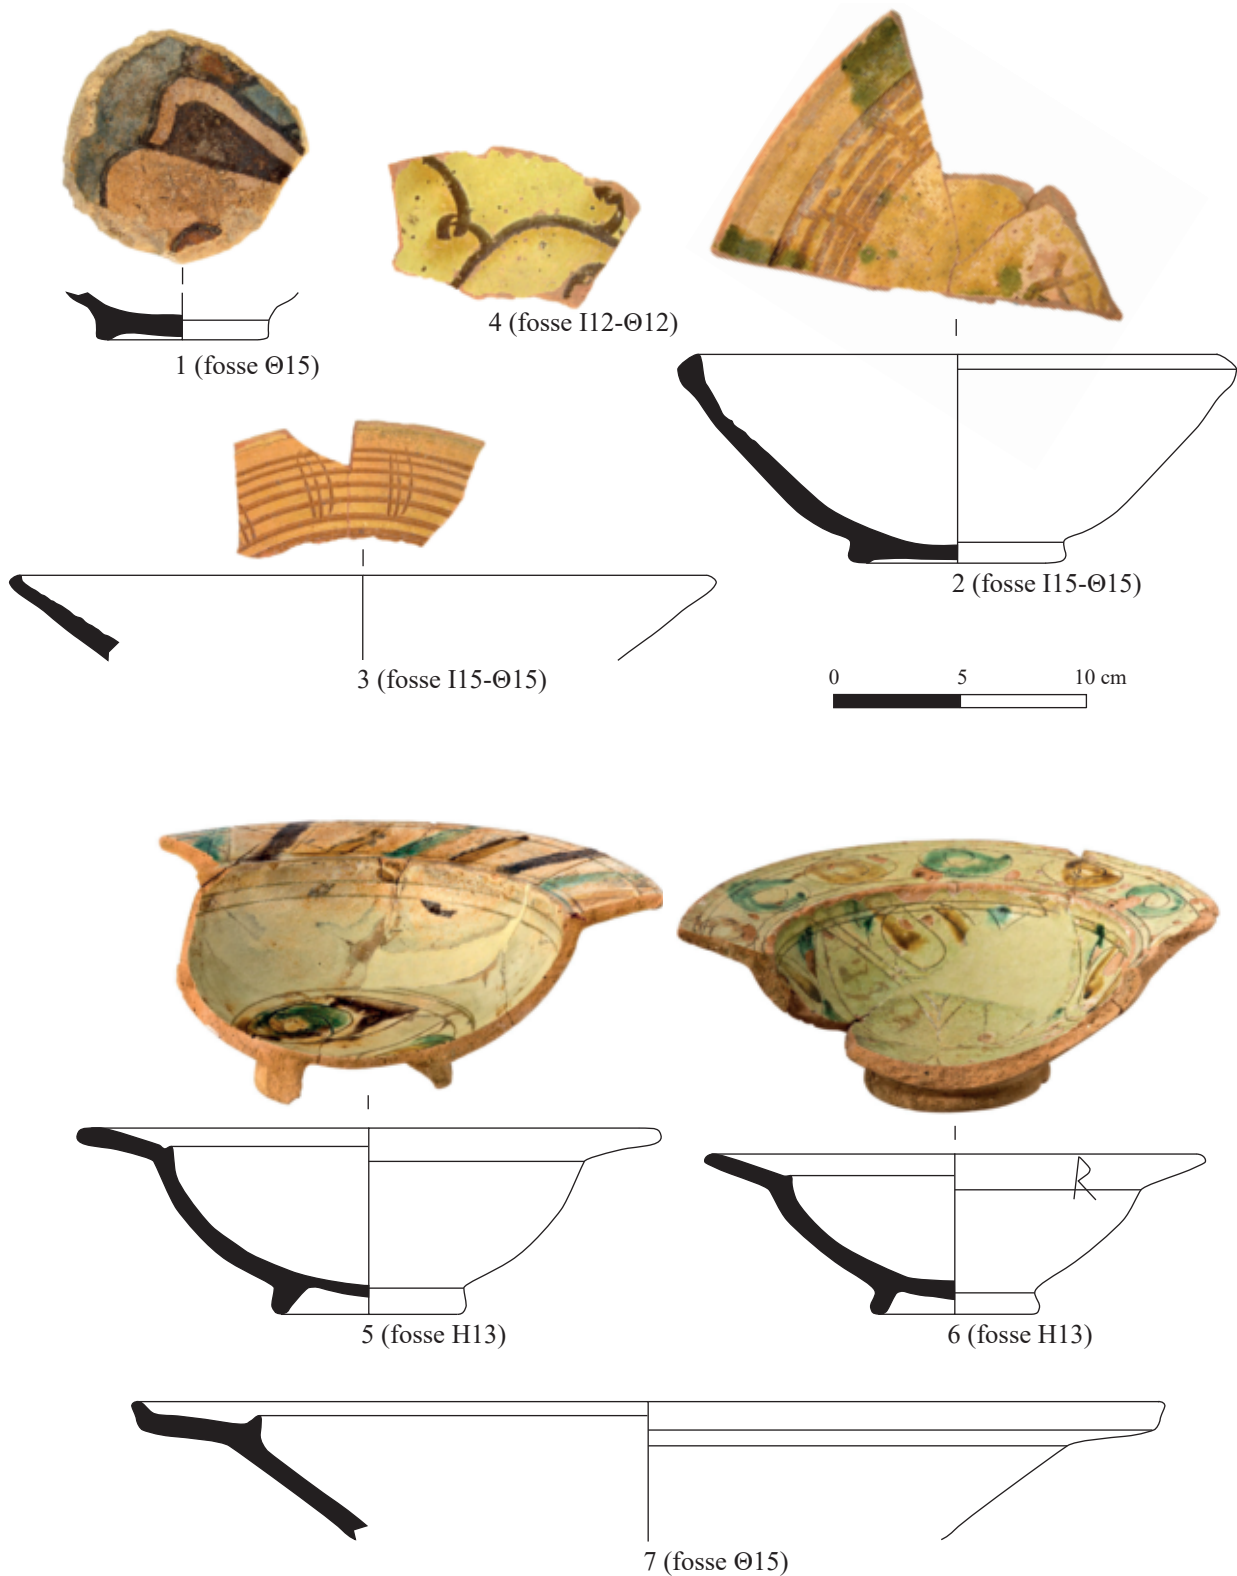 1 (fosse Θ15)
4 (fosse I12-Θ12)
2 (fosse I15-Θ15)
3 (fosse I15-Θ15)
0 5 10 cm
R
5 (fosse H13)
6 (fosse H13)
7 (fosse Θ15)